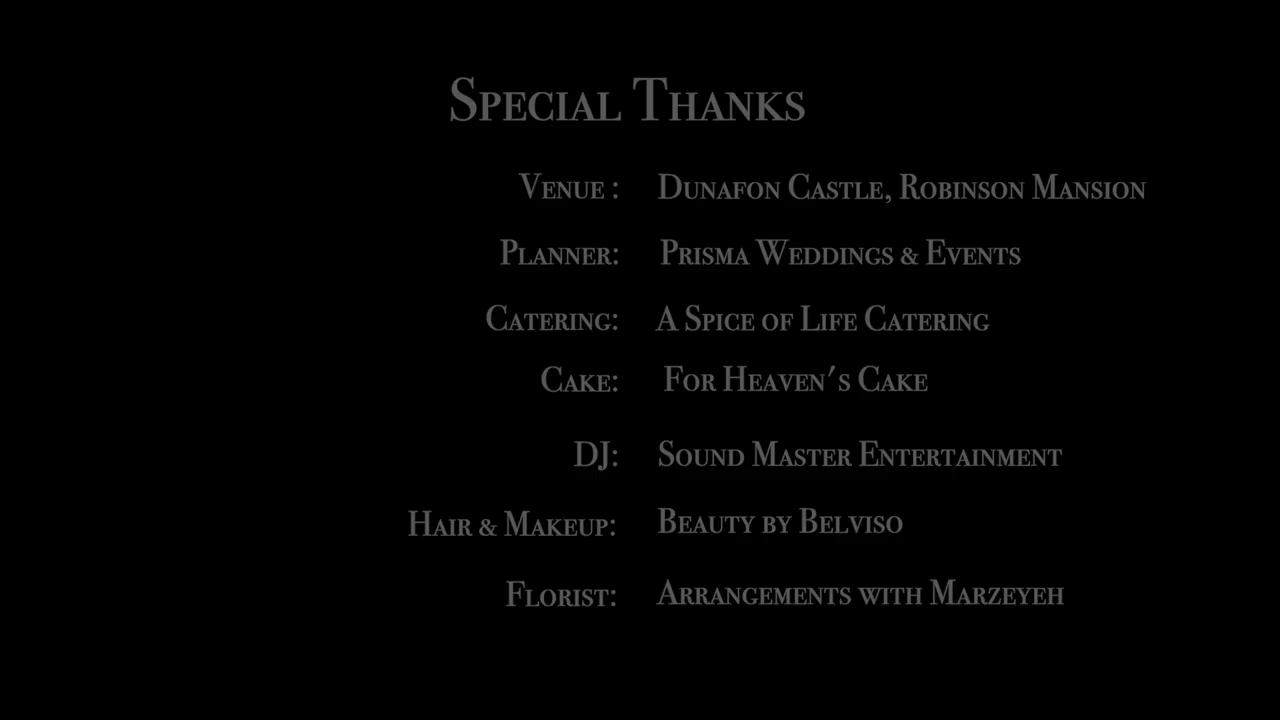 Special Thanks
Venue : Dunafon Castle, Robinson Mansion
Planner: Prisma Weddings & Events
Catering: A Spice of Life Catering
Cake: For Heaven's Cake
DJ: Sound Master Entertainment
Hair & Makeup: Beauty by Belviso
Florist: Arrangements with Marzeyeh